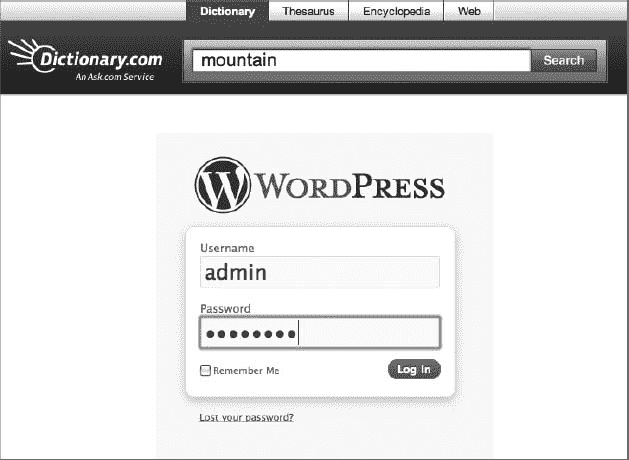 Dictionary Thesaurus Encyclopedia Web
Dictionary.com
An Ask.com Service
mountain
Search
WORDPRESS
Username
admin
Password
••••••••
Remember Me
Log In
Lost your password?